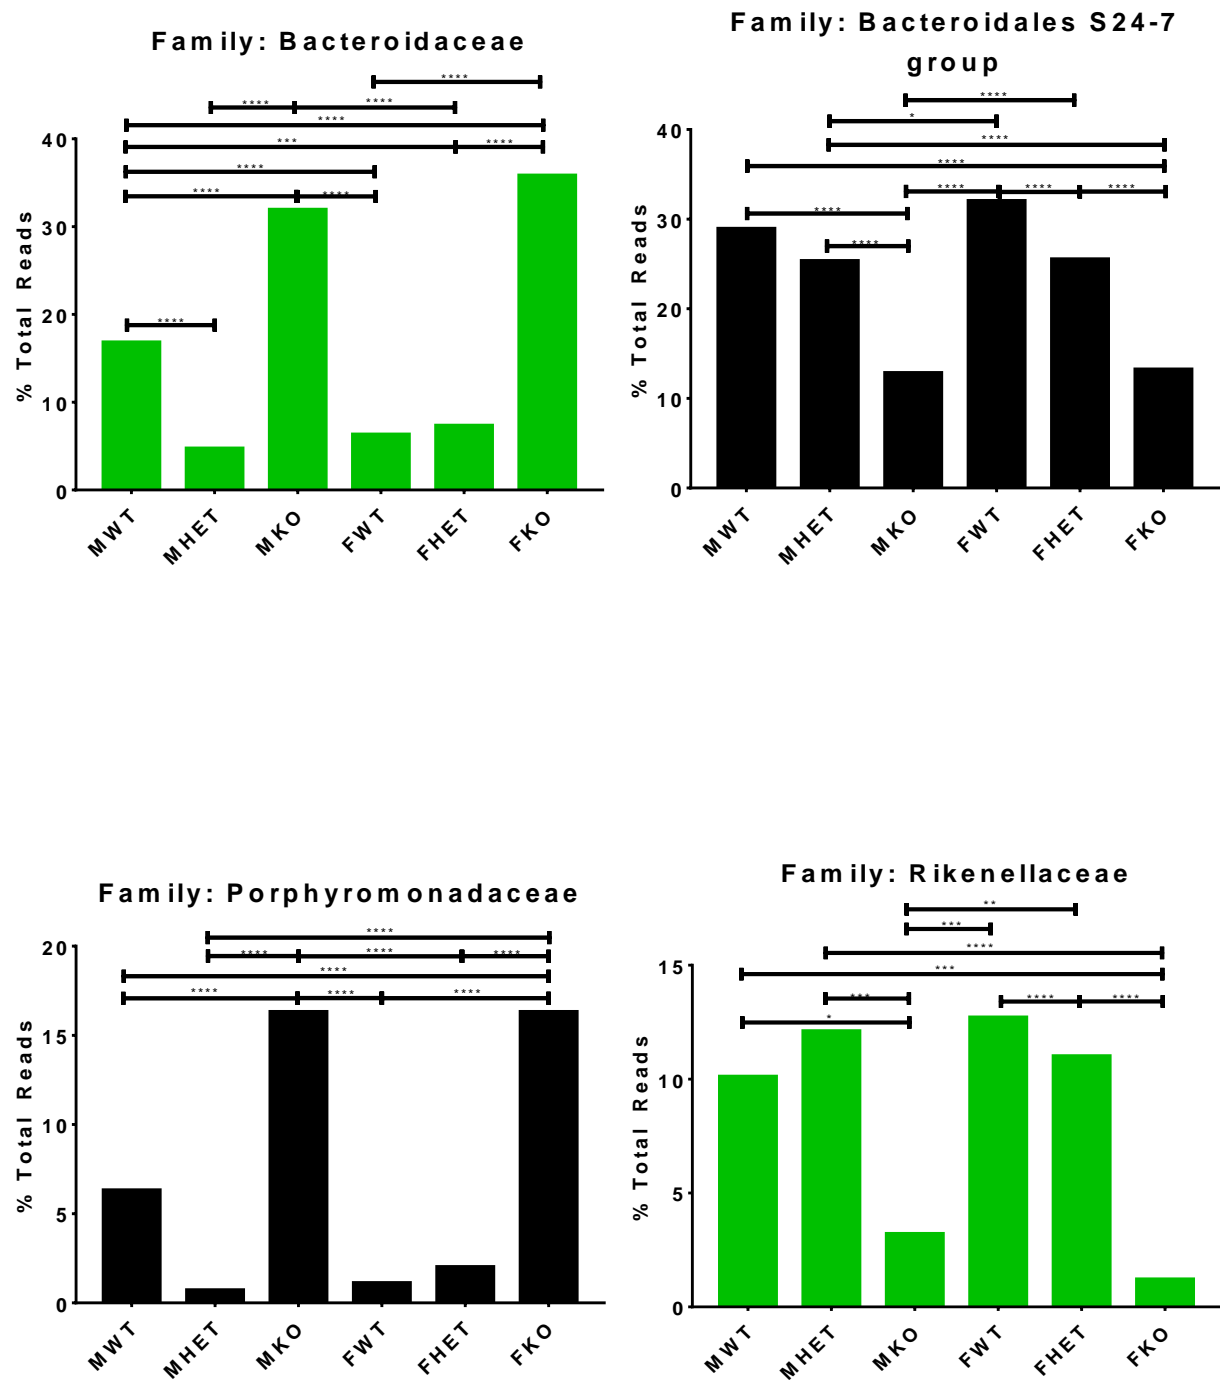 Family: Bacteroidaceae
****
**** ****
****
*** ****
****
**** ****
****
% Total Reads
40
30
20
10
0
MWT MHET MKO FWT FHET FKO
Family: Bacteroidales S24-7
group
****
*
****
****
**** **** ****
****
****
% Total Reads
40
30
20
10
0
MWT MHET MKO FWT FHET FKO
Family: Porphyromonadaceae
****
**** **** ****
****
**** **** ****
% Total Reads
20
15
10
5
0
MWT MHET MKO FWT FHET FKO
Family: Rikenellaceae
**
***
****
***
*** **** ****
*
% Total Reads
15
10
5
0
MWT MHET MKO FWT FHET FKO